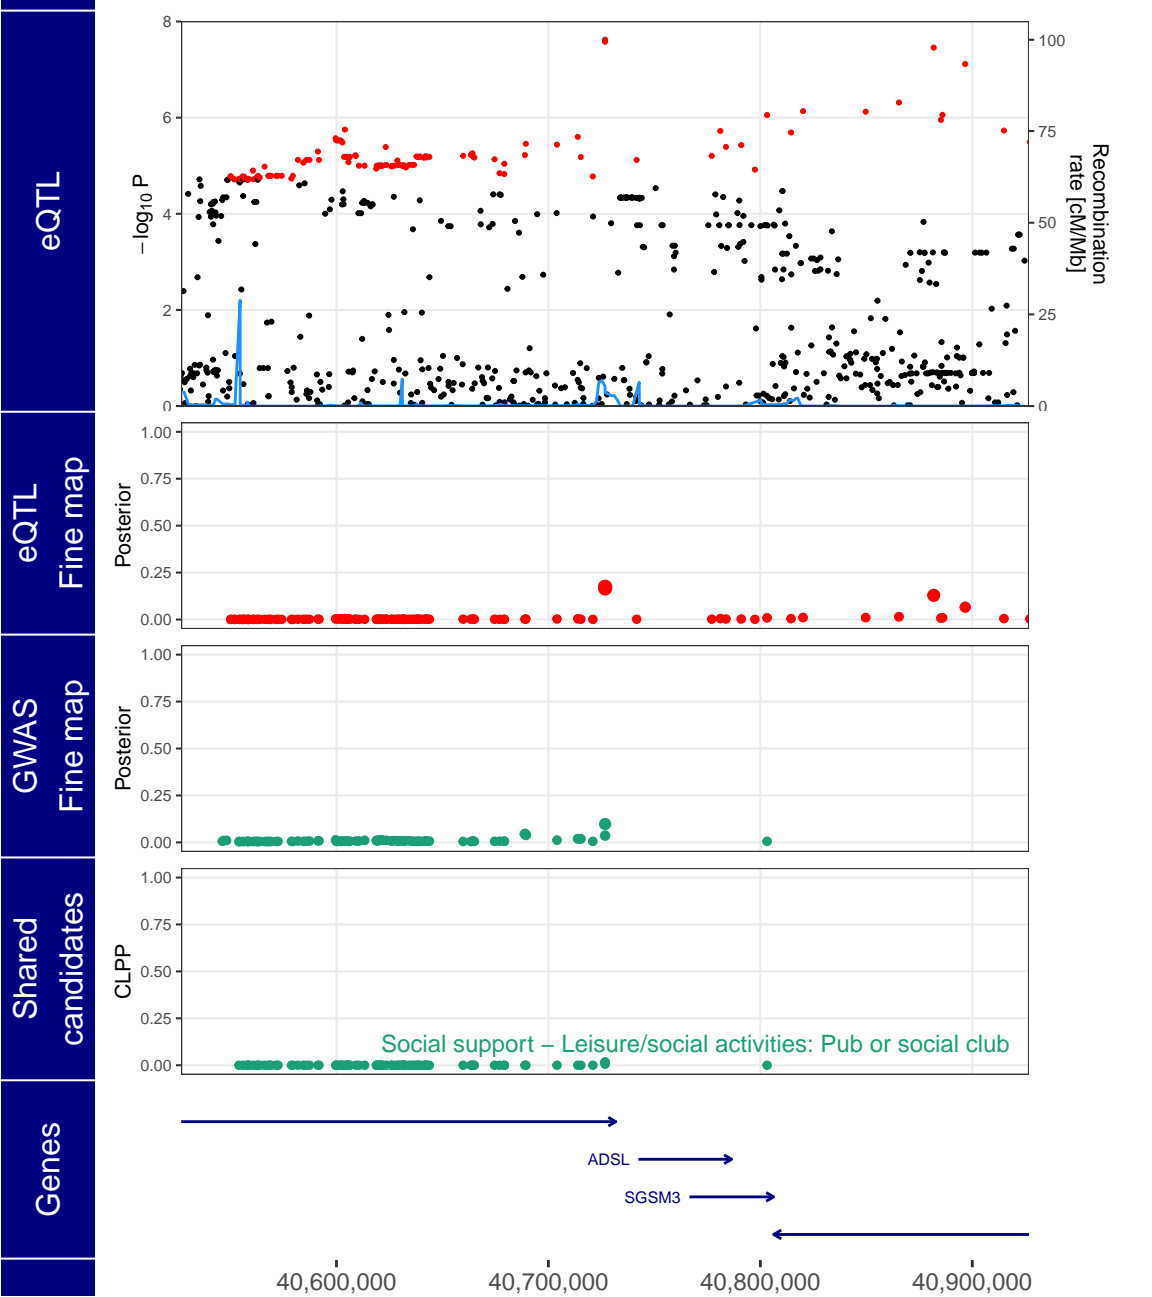 eQTL
8
6
4
2
0
−log10 P
100
75
50
25
0
Recombination
rate [cM/Mb]
eQTL
Fine map
1.00
0.75
0.50
0.25
0.00
Posterior
GWAS
Fine map
1.00
0.75
0.50
0.25
0.00
Posterior
Shared
candidates
1.00
0.75
0.50
0.25
0.00
CLPP
Social support − Leisure/social activities: Pub or social club
Genes
ADSL
SGSM3
40,600,000
40,700,000
40,800,000
40,900,000